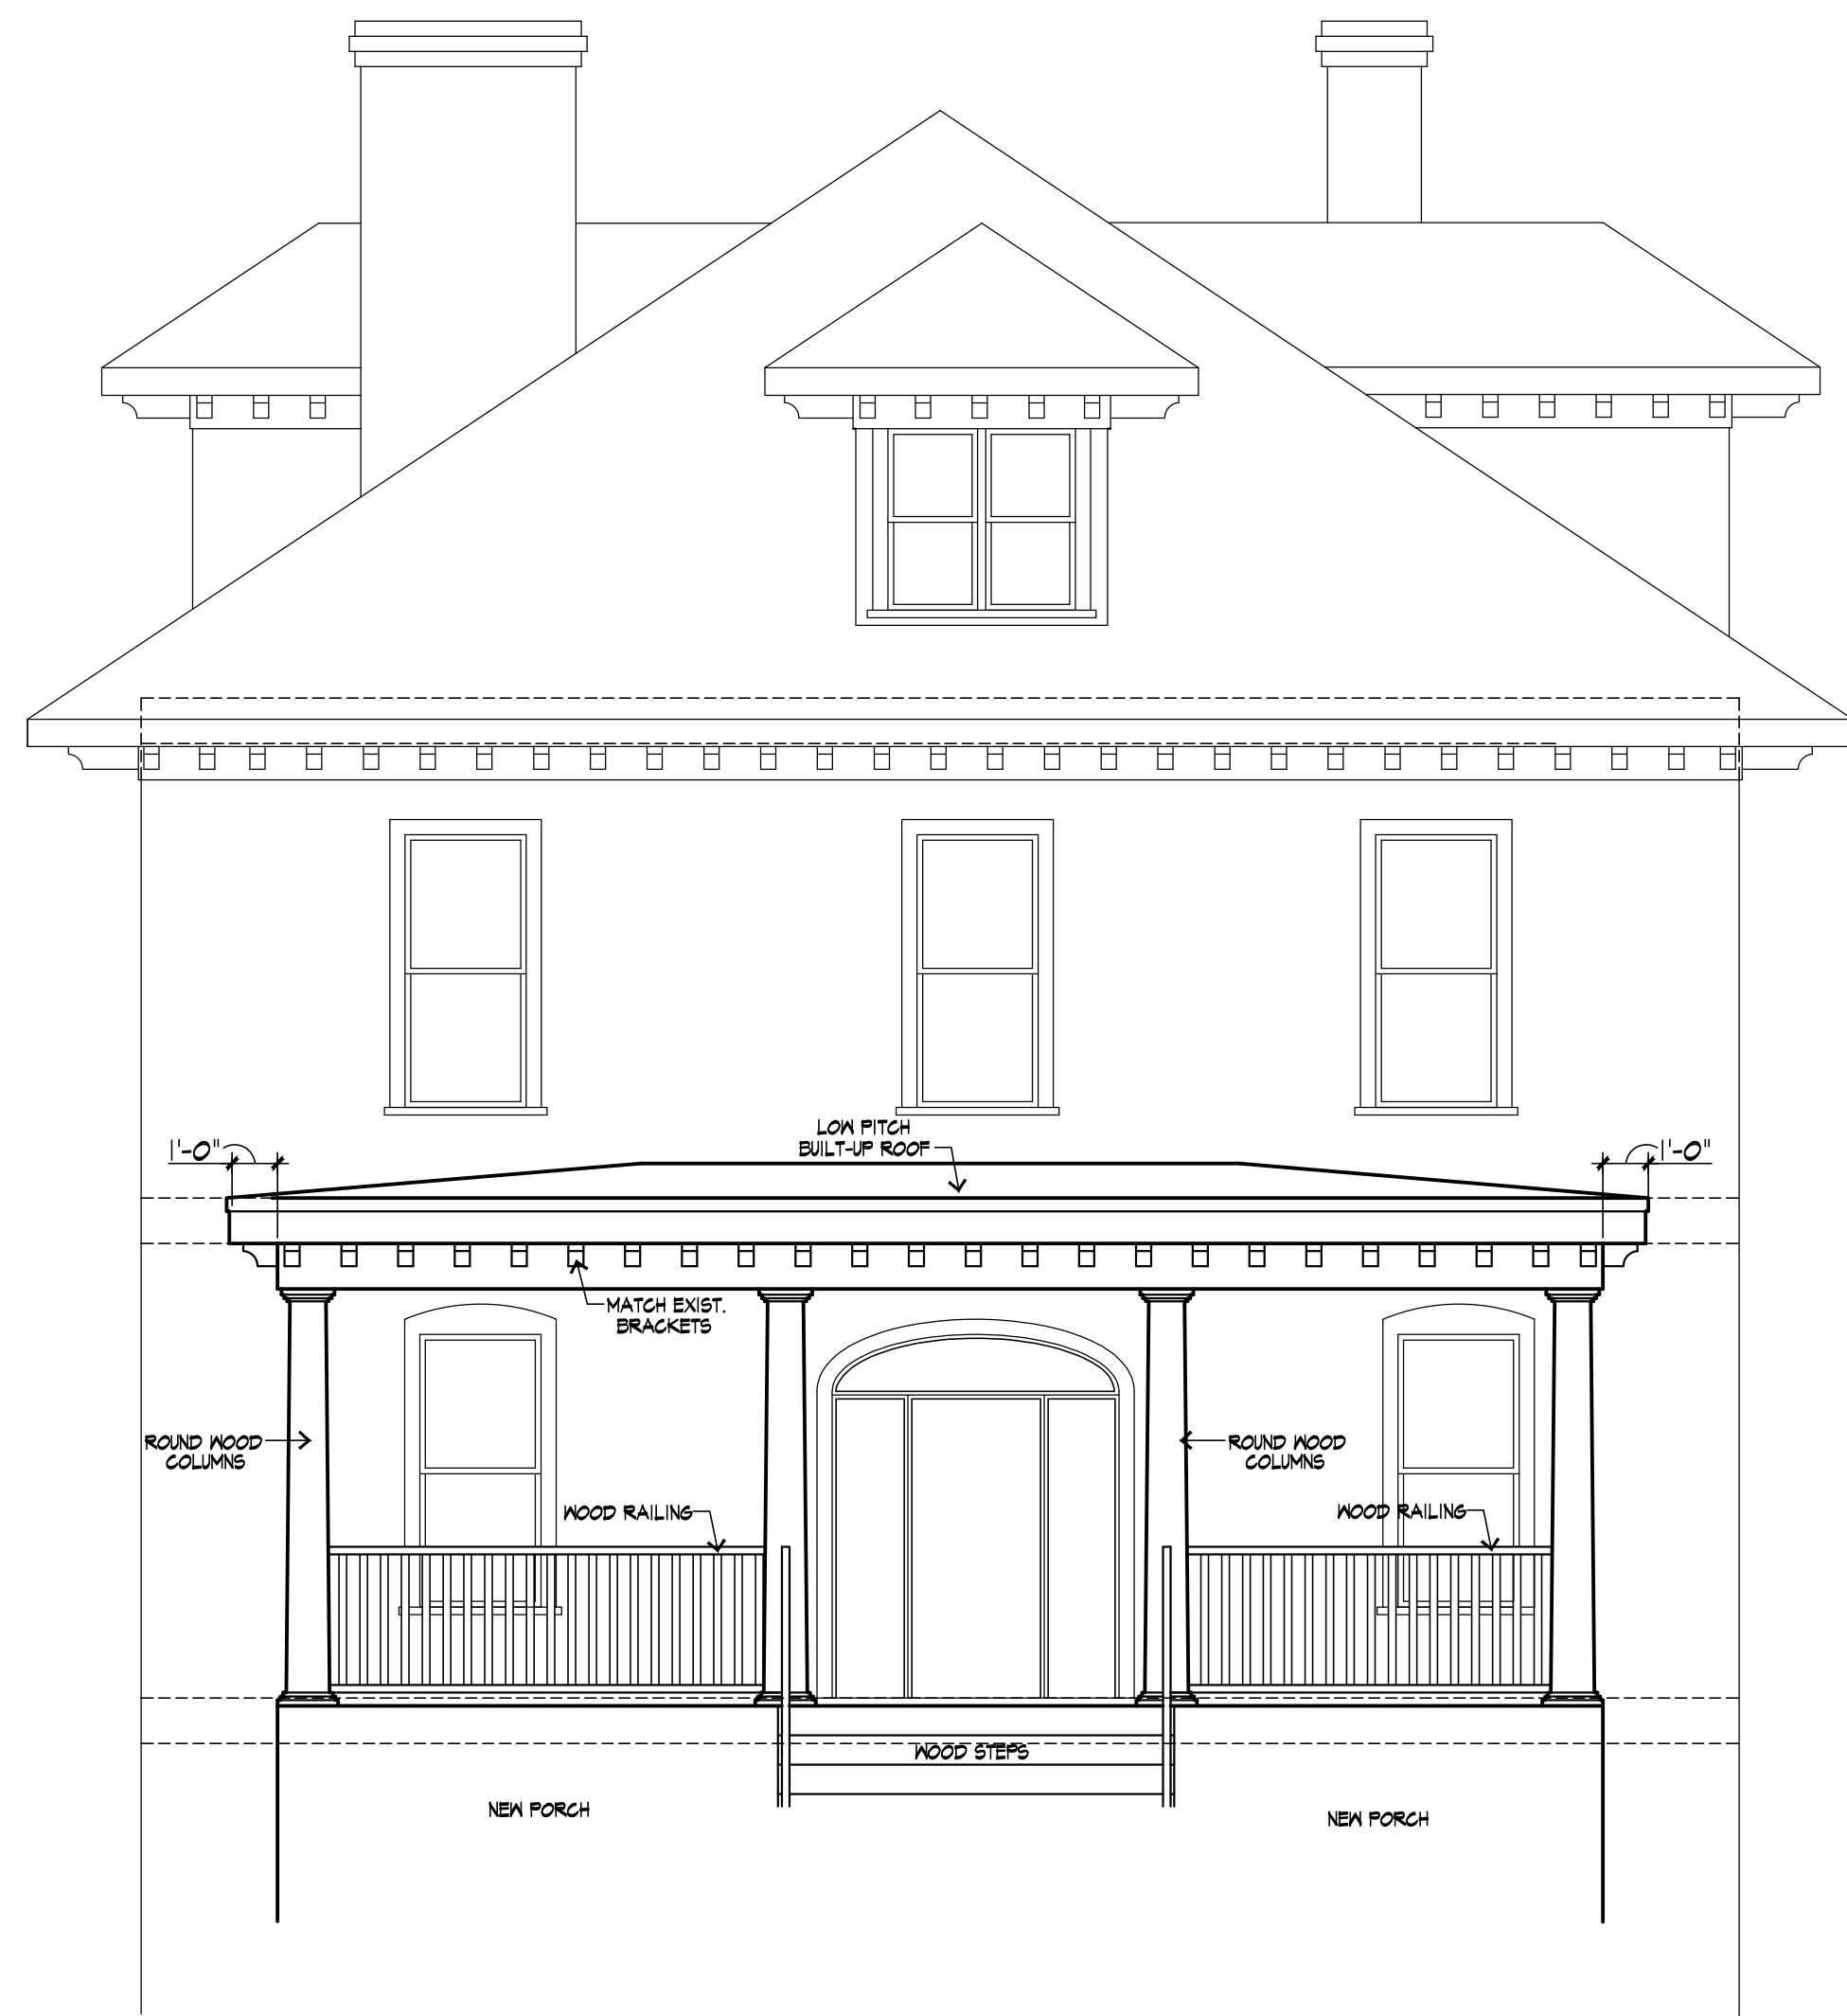 LOW PITCH
BUILT-UP ROOF
1'-0"
1'-0"
MATCH EXIST.
BRACKETS
ROUND WOOD
COLUMNS
ROUND WOOD
COLUMNS
WOOD RAILING
WOOD RAILING
WOOD STEPS
NEW PORCH
NEW PORCH